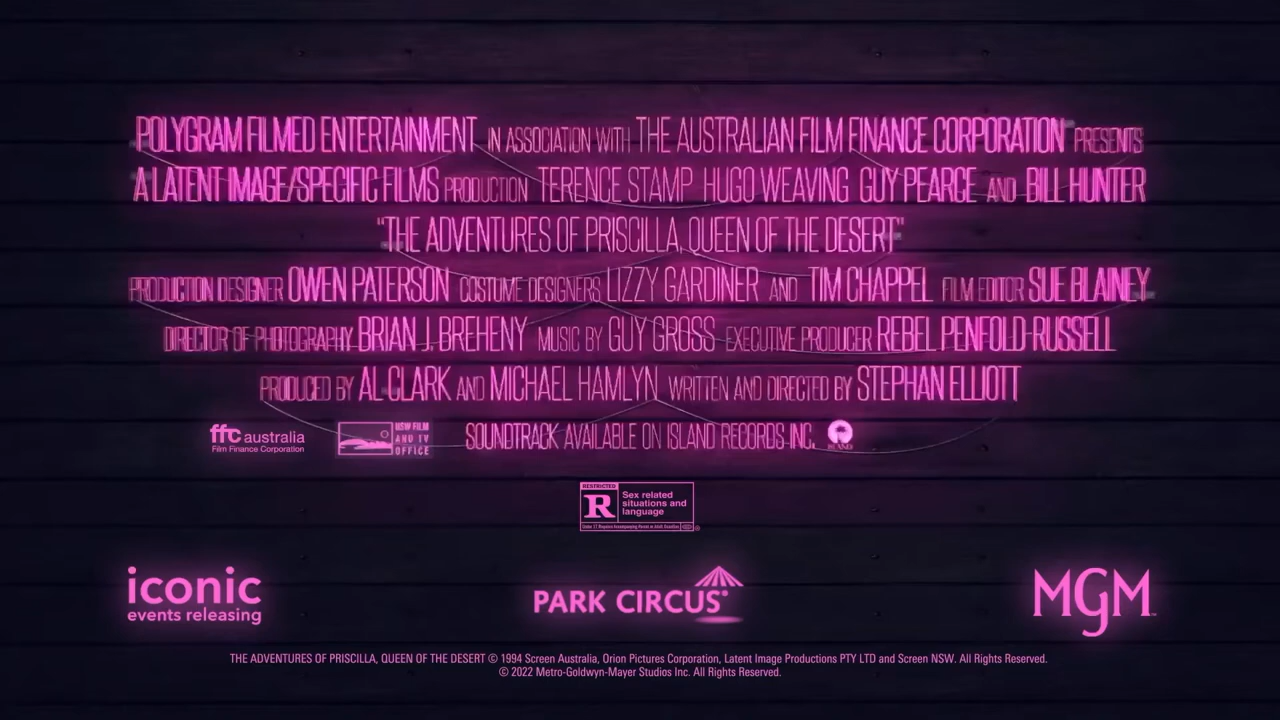 POLYGRAM FILMED ENTERTAINMENT IN ASSOCIATION WITH THE AUSTRALIAN FILM FINANCE CORPORATION PRESENTS
A LATENT IMAGE/SPECIFIC FILMS PRODUCTION TERENCE STAMP HUGO WEAVING GUY PEARCE AND BILL HUNTER
"THE ADVENTURES OF PRISCILLA, QUEEN OF THE DESERT"
PRODUCTION DESIGNER OWEN PATERSON COSTUME DESIGNERS LIZZY GARDINER AND TIM CHAPPEL FILM EDITOR SUE BLAINEY
DIRECTOR OF PHOTOGRAPHY BRIAN J. BREHENY MUSIC BY GUY GROSS EXECUTIVE PRODUCER REBEL PENFOLD-RUSSELL
PRODUCED BY AL CLARK AND MICHAEL HAMLYN WRITTEN AND DIRECTED BY STEPHAN ELLIOTT
ffc australia
Film Finance Corporation
NSW FILM
AND TV
OFFICE
SOUNDTRACK AVAILABLE ON ISLAND RECORDS INC.
RESTRICTED
R
Sex related
situations and
language
iconic
events releasing
PARK CIRCUS
MGM
THE ADVENTURES OF PRISCILLA, QUEEN OF THE DESERT © 1994 Screen Australia, Orion Pictures Corporation, Latent Image Productions PTY LTD and Screen NSW. All Rights Reserved.
© 2022 Metro-Goldwyn-Mayer Studios Inc. All Rights Reserved.